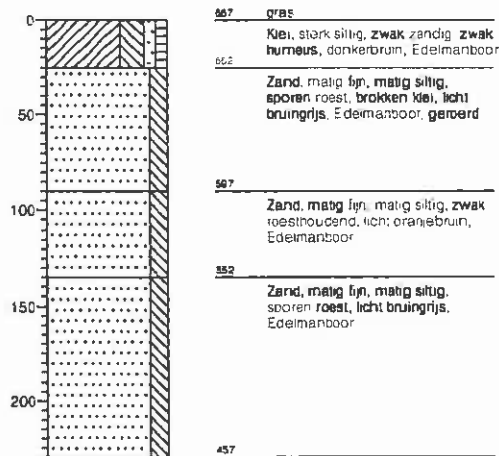 0
50
100
150
200
667 gras
Klei, sterk siltig, zwak zandig, zwak
humeus, donkerbruin, Edelmanboor
Zand, matig fijn, matig siltig,
sporen roest, brokken klei, licht
bruingrijs, Edelmanboor, geroerd
597
Zand, matig fijn, matig siltig, zwak
roesthoudend, licht oranjebruin,
Edelmanboor
552
Zand, matig fijn, matig siltig,
sporen roest, licht bruingrijs,
Edelmanboor
457